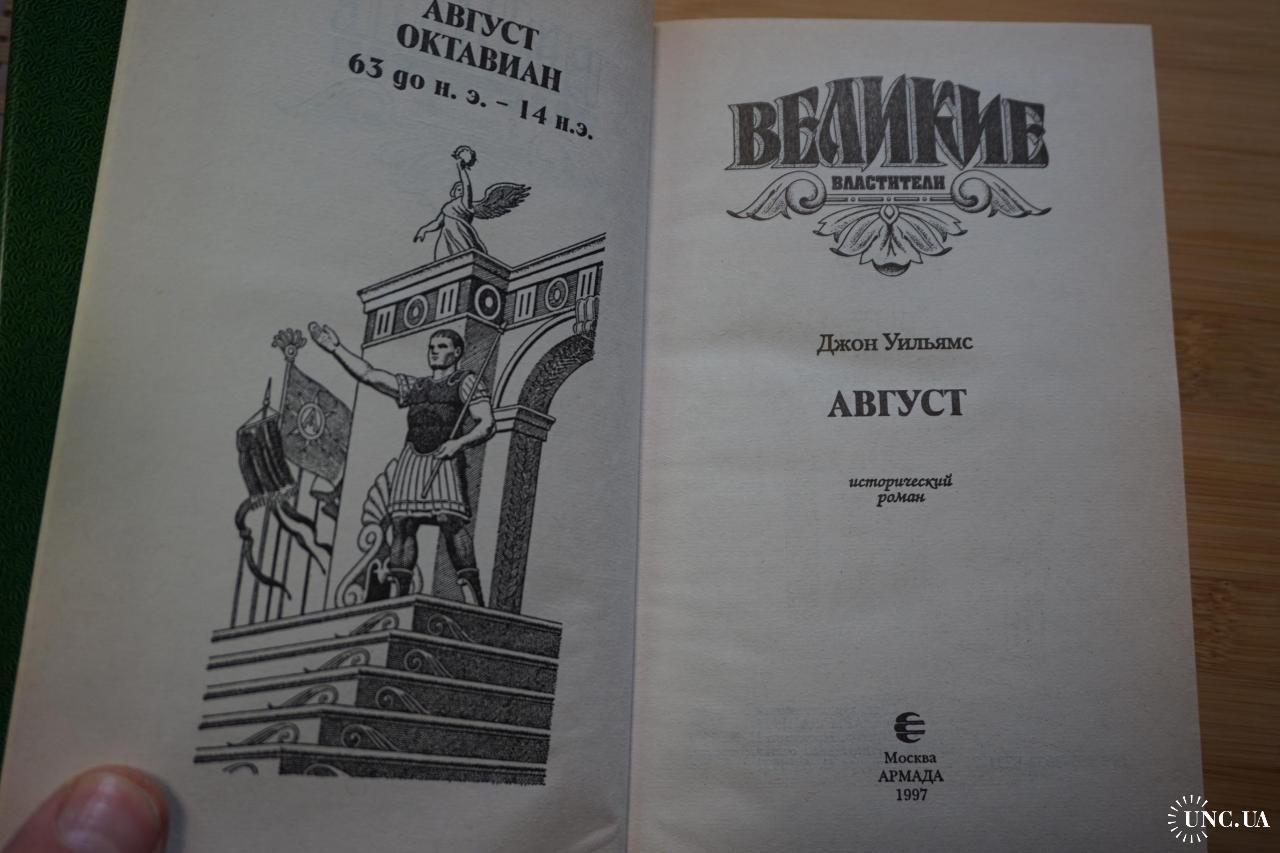 АВГУСТ
ОКТАВИАН
63 до н. э. – 14 н.э.
ВЕЛИКИЕ
ВЛАСТИТЕЛИ
Джон Уильямс
АВГУСТ
исторический
роман
Москва
АРМАДА
1997
UNC.UA